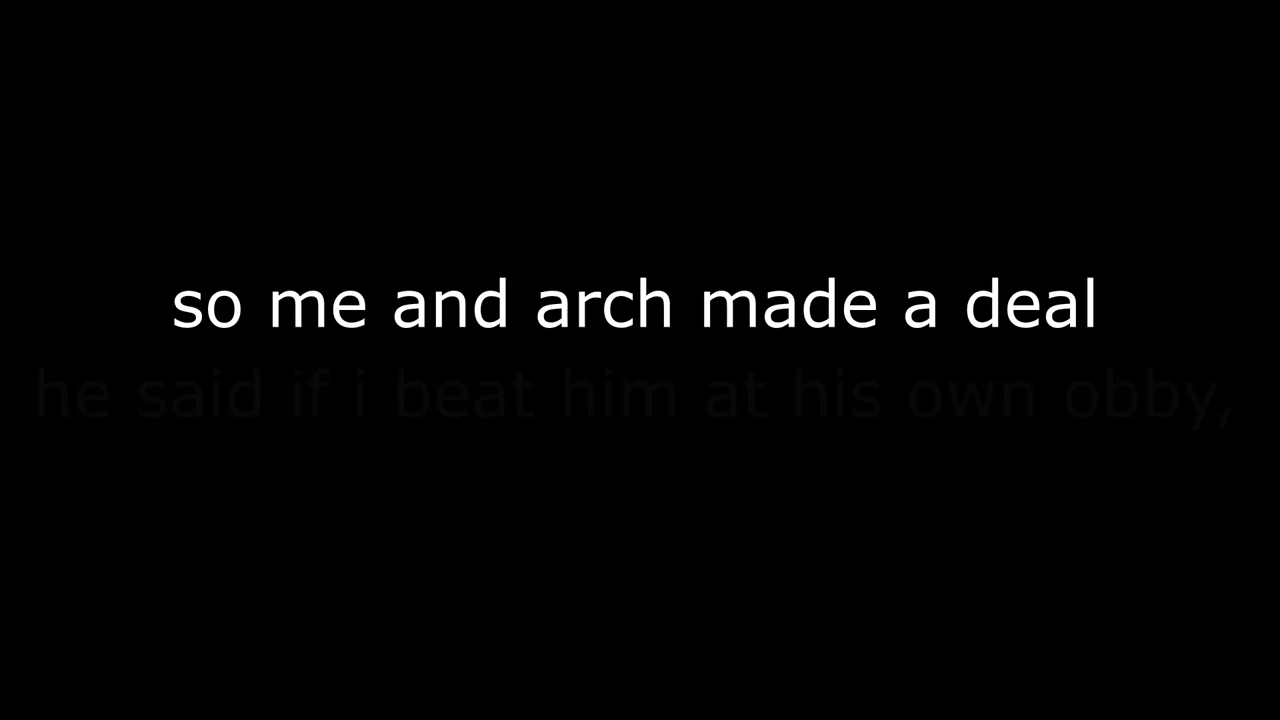 so me and arch made a deal
he said if i beat him at his own obby,